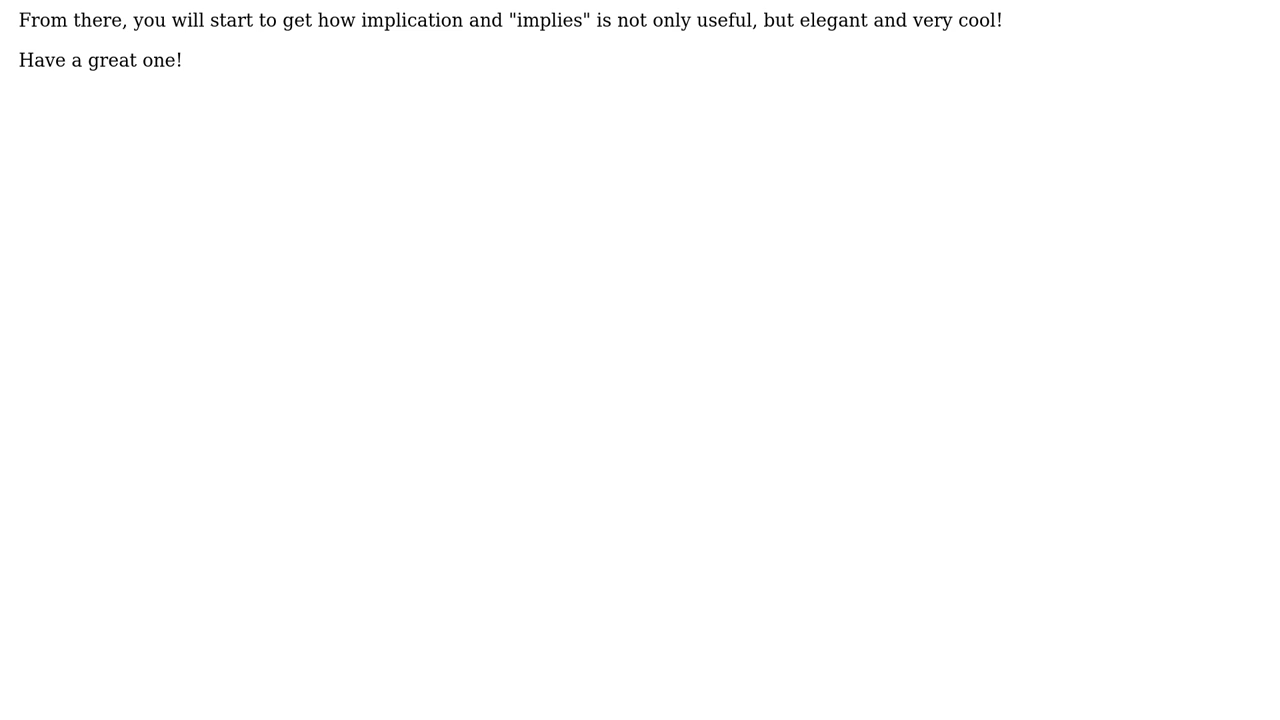 From there, you will start to get how implication and "implies" is not only useful, but elegant and very cool!
Have a great one!